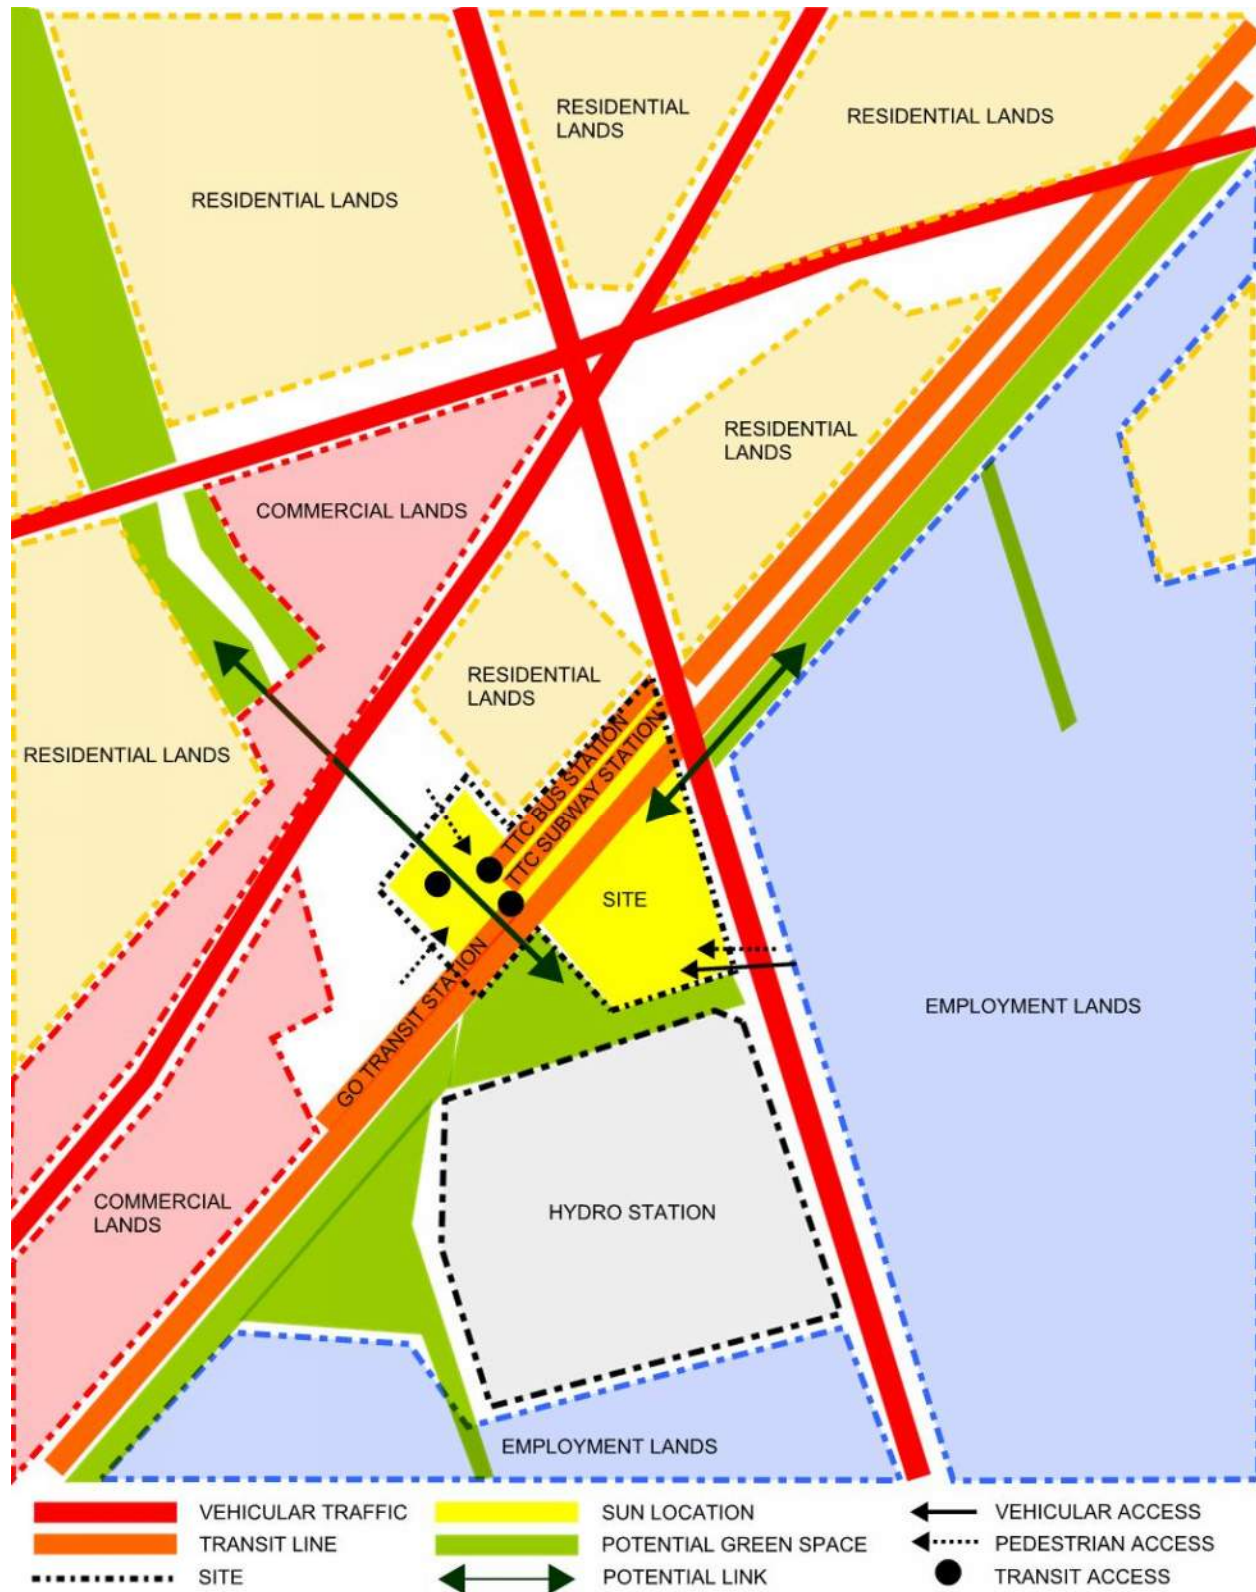 RESIDENTIAL
LANDS
RESIDENTIAL LANDS
RESIDENTIAL LANDS
RESIDENTIAL
LANDS
COMMERCIAL LANDS
RESIDENTIAL
LANDS
RESIDENTIAL LANDS
TTC BUS STATION
TTC SUBWAY STATION
SITE
GO TRANSIT STATION
EMPLOYMENT LANDS
COMMERCIAL
LANDS
HYDRO STATION
EMPLOYMENT LANDS
VEHICULAR TRAFFIC
SUN LOCATION
VEHICULAR ACCESS
TRANSIT LINE
POTENTIAL GREEN SPACE
PEDESTRIAN ACCESS
SITE
POTENTIAL LINK
TRANSIT ACCESS